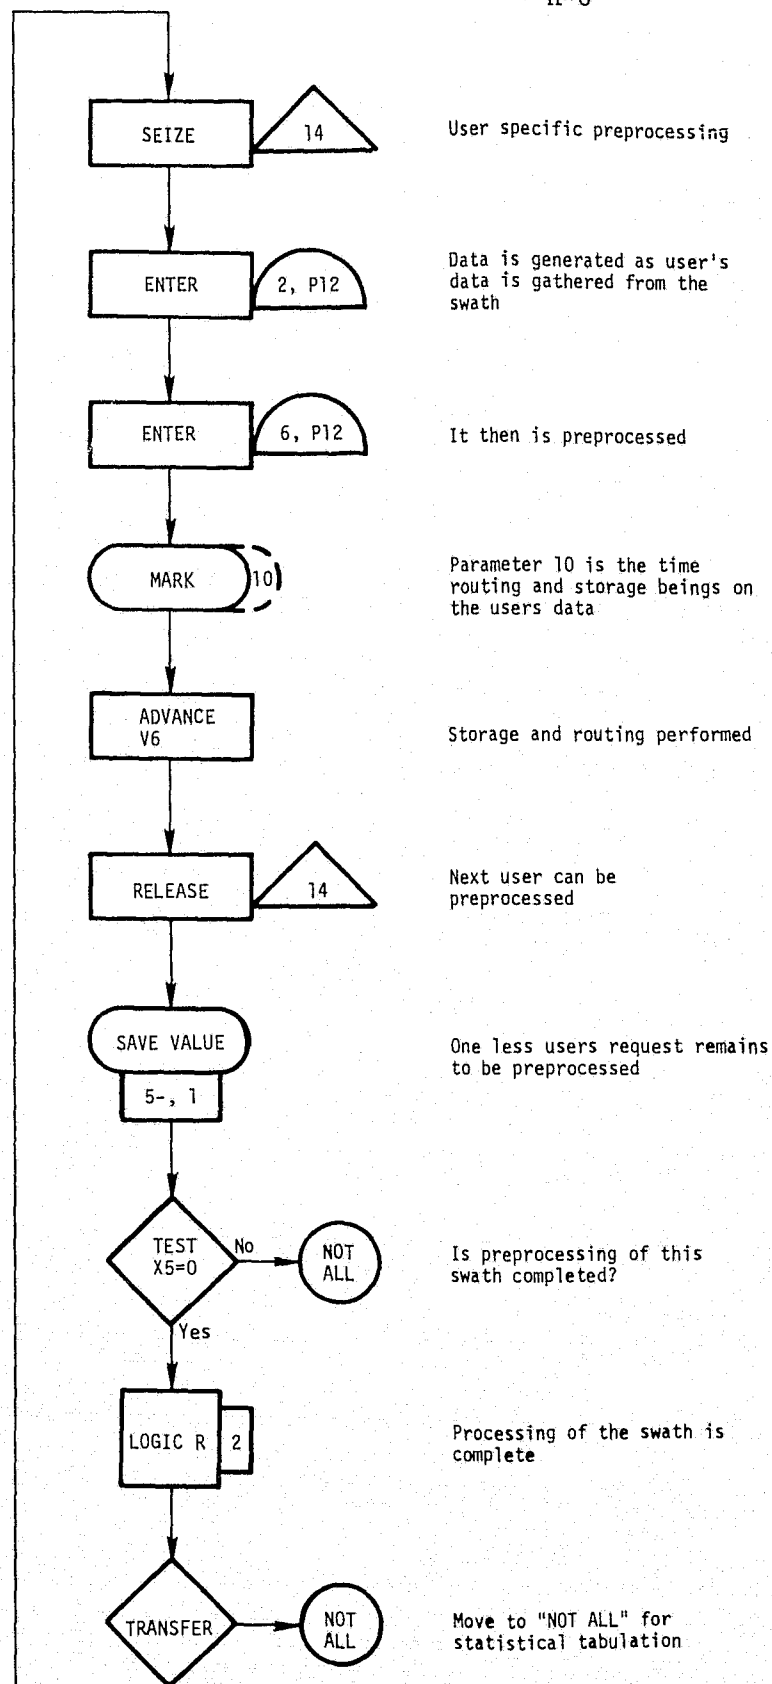 SEIZE
14
User specific preprocessing
ENTER
2, P12
Data is generated as user's
data is gathered from the
swath
ENTER
6, P12
It then is preprocessed
MARK
10
Parameter 10 is the time
routing and storage beings on
the users data
ADVANCE
V6
Storage and routing performed
RELEASE
14
Next user can be
preprocessed
SAVE VALUE
5-, 1
One less users request remains
to be preprocessed
TEST
X5=0
No
NOT
ALL
Is preprocessing of this
swath completed?
Yes
LOGIC R
2
Processing of the swath is
complete
TRANSFER
NOT
ALL
Move to "NOT ALL" for
statistical tabulation